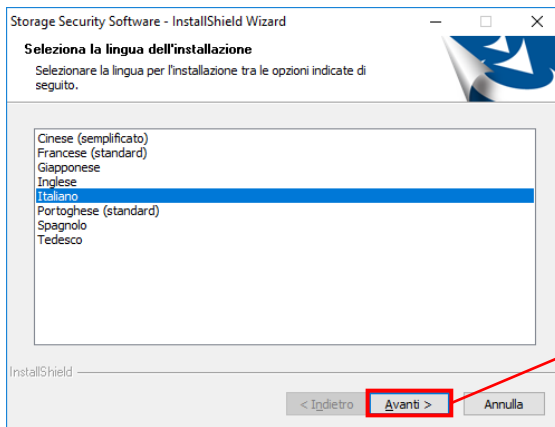 Storage Security Software - InstallShield Wizard
Seleziona la lingua dell'installazione
Selezionare la lingua per l'installazione tra le opzioni indicate di
seguito.
Cinese (semplificato)
Francese (standard)
Giapponese
Inglese
Italiano
Portoghese (standard)
Spagnolo
Tedesco
InstallShield
< Indietro Avanti > Annulla